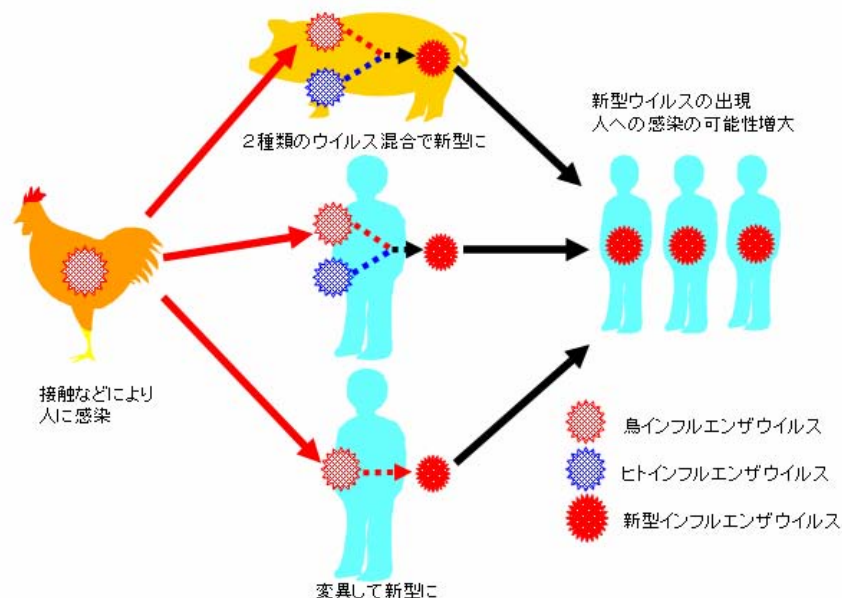 ２種類のウイルス混合で新型に
新型ウイルスの出現
人への感染の可能性増大
接触などにより
人に感染
変異して新型に
鳥インフルエンザウイルス
ヒトインフルエンザウイルス
新型インフルエンザウイルス